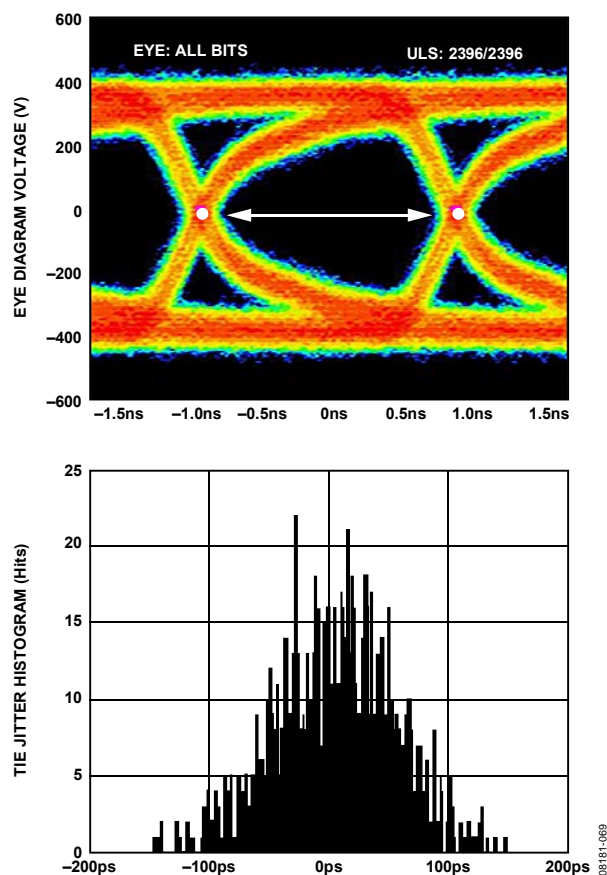 600
EYE: ALL BITS ULS: 2396/2396
400
200
0
–200
–400
–600
EYE DIAGRAM VOLTAGE (V)
–1.5ns –1.0ns –0.5ns 0ns 0.5ns 1.0ns 1.5ns
25
20
15
10
5
0
TIE JITTER HISTOGRAM (Hits)
–200ps –100ps 0ps 100ps 200ps
08181-069